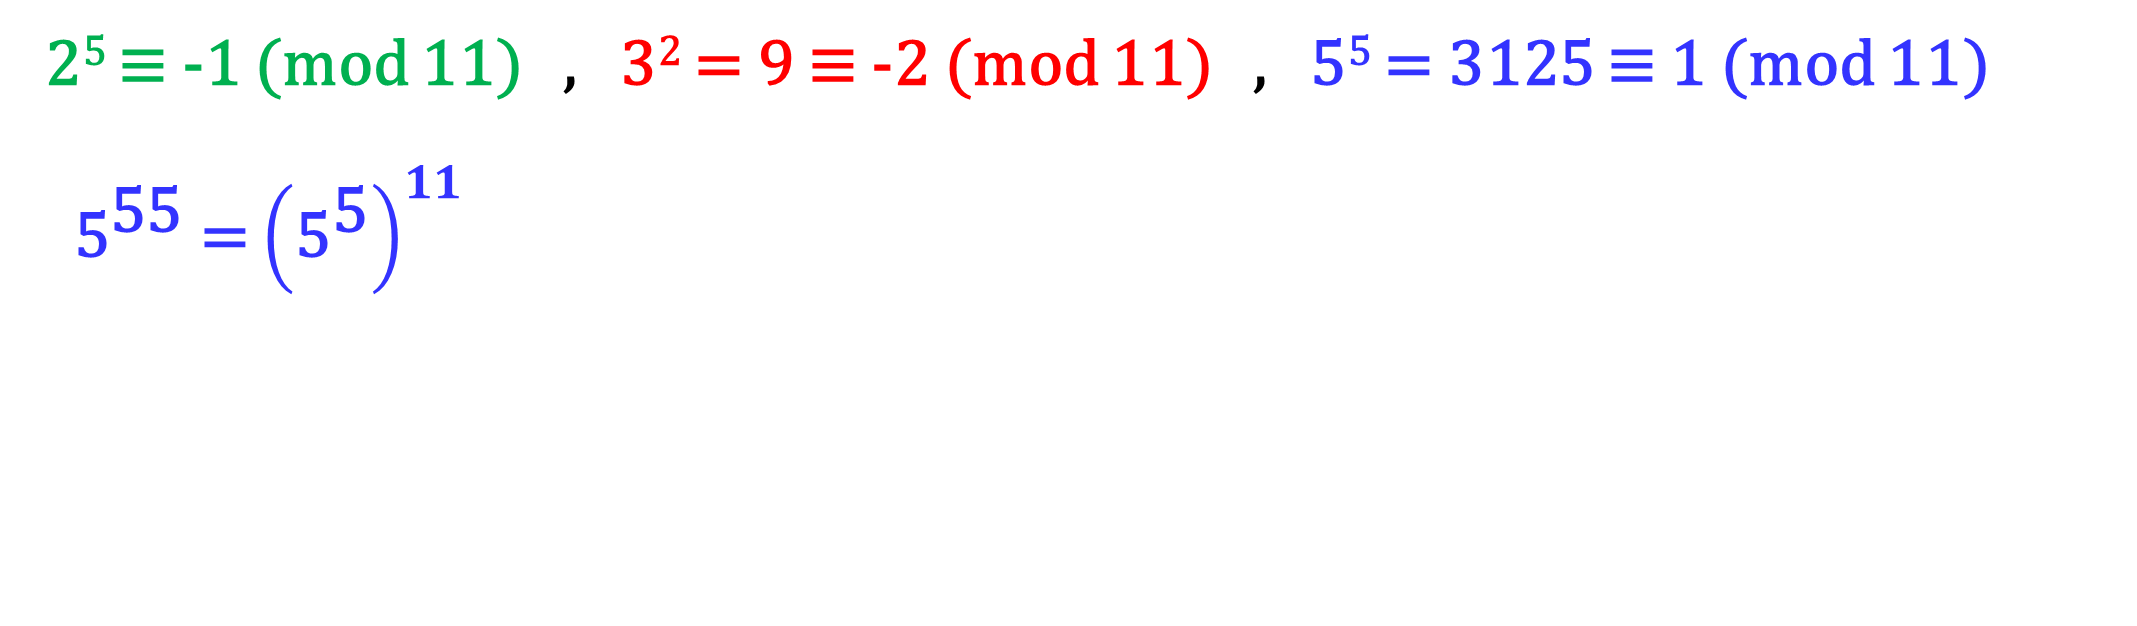 2⁵ ≡ -1 (mod 11) , 3² = 9 ≡ -2 (mod 11) , 5⁵ = 3125 ≡ 1 (mod 11)
5⁵⁵ = (5⁵)¹¹